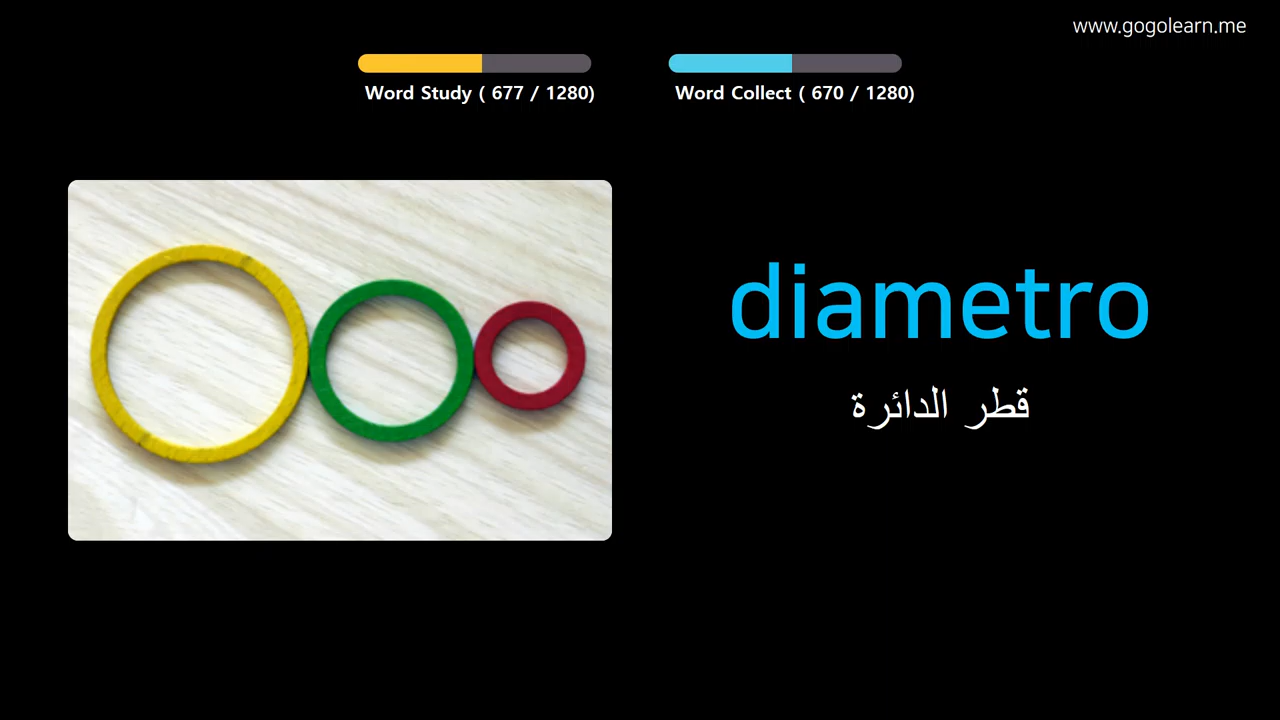 www.gogolearn.me
Word Study ( 677 / 1280)
Word Collect ( 670 / 1280)
diametro
قطر الدائرة